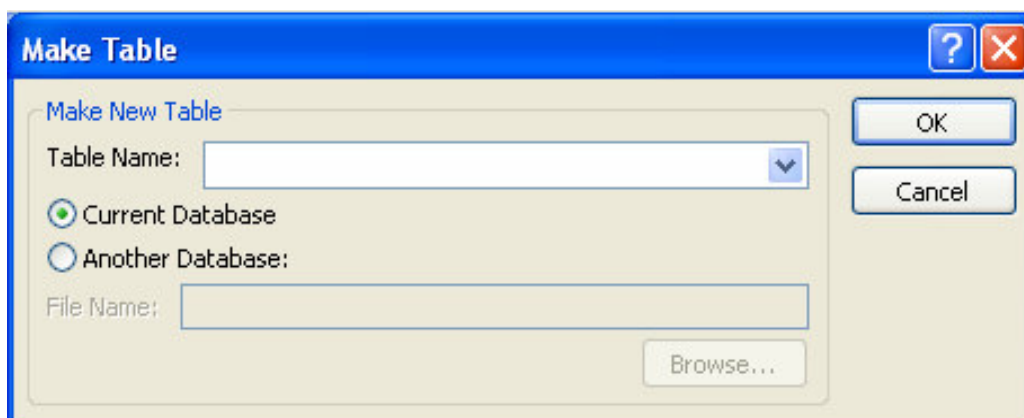 Make Table
Make New Table
Table Name:
OK
Cancel
Current Database
Another Database:
File Name:
Browse...